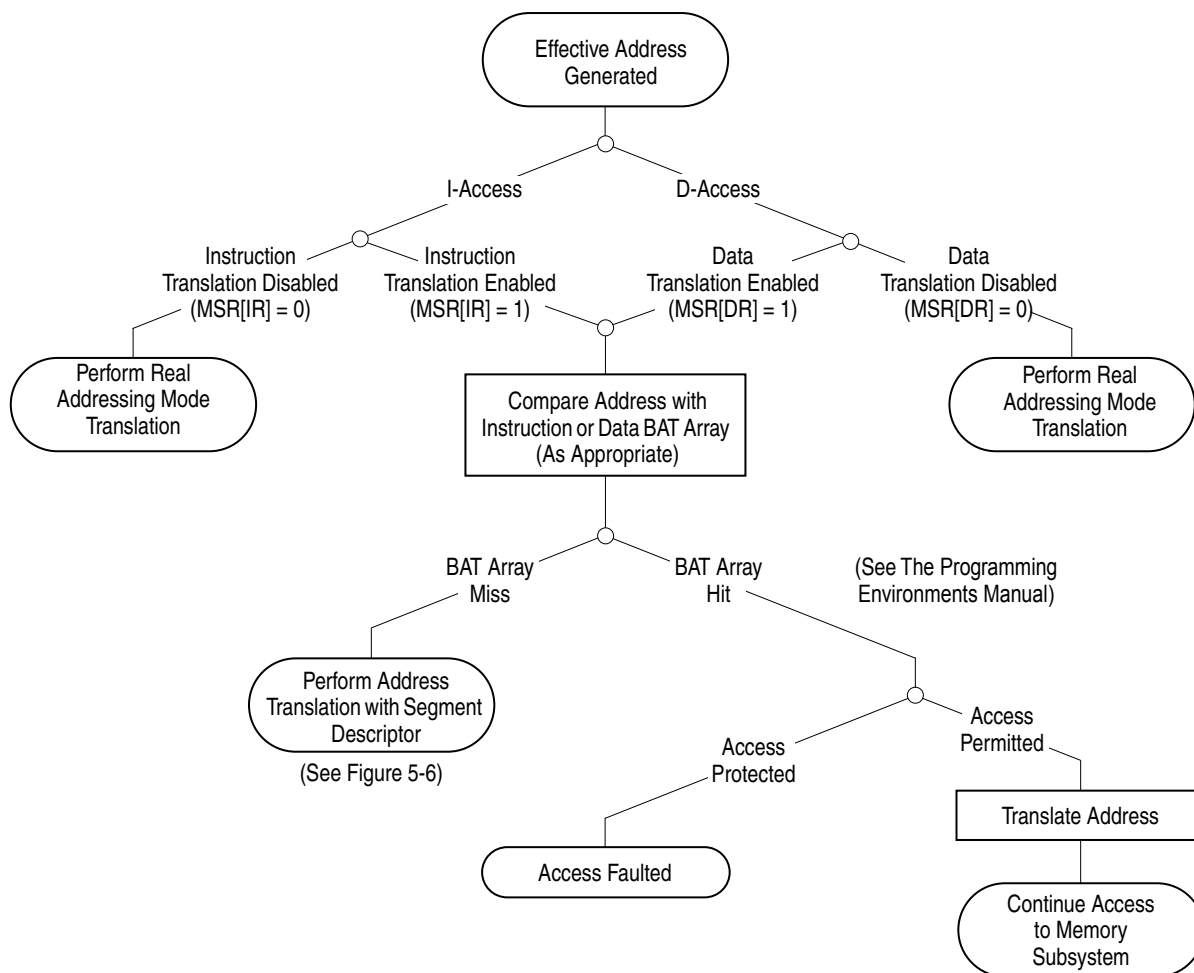 Effective Address
Generated
I-Access
D-Access
Instruction
Translation Disabled
(MSR[IR] = 0)
Instruction
Translation Enabled
(MSR[IR] = 1)
Data
Translation Enabled
(MSR[DR] = 1)
Data
Translation Disabled
(MSR[DR] = 0)
Perform Real
Addressing Mode
Translation
Compare Address with
Instruction or Data BAT Array
(As Appropriate)
Perform Real
Addressing Mode
Translation
BAT Array
Miss
BAT Array
Hit
(See The Programming
Environments Manual)
Perform Address
Translation with Segment
Descriptor
(See Figure 5-6)
Access
Protected
Access
Permitted
Access Faulted
Translate Address
Continue Access
to Memory
Subsystem